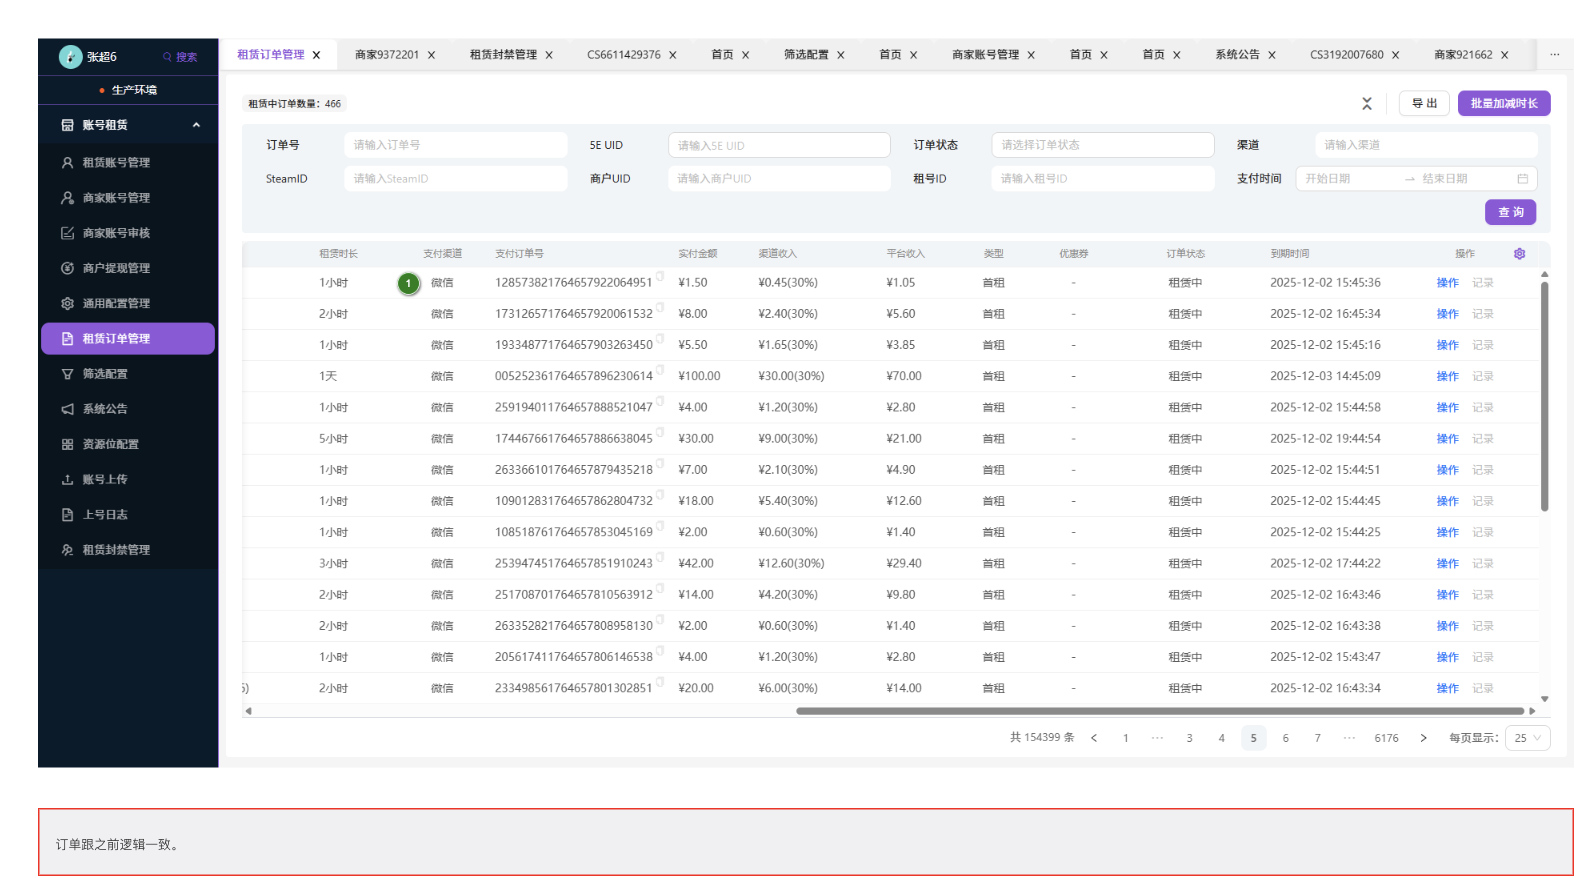 张超6 搜索 租赁订单管理 X 商家9372201 X 租赁封禁管理 X CS6611429376 X 首页 X 筛选配置 X 首页 X 商家账号管理 X 首页 X 首页 X 系统公告 X CS3192007680 X 商家921662 X ···
生产环境
租赁中订单数量：466 导出 批量加减时长
账号租赁
订单号 请输入订单号 5E UID 请输入5E UID 订单状态 请选择订单状态 渠道 请输入渠道
租赁账号管理
SteamID 请输入SteamID 商户UID 请输入商户UID 租号ID 请输入租号ID 支付时间 开始日期 → 结束日期
商家账号管理
查询
商家账号审核
租赁时长 支付渠道 支付订单号 实付金额 渠道收入 平台收入 类型 优惠券 订单状态 到期时间 操作
商户提现管理
1小时 1 微信 128573821764657922064951 ¥1.50 ¥0.45(30%) ¥1.05 首租 - 租赁中 2025-12-02 15:45:36 操作 记录
通用配置管理
2小时 微信 173126571764657920061532 ¥8.00 ¥2.40(30%) ¥5.60 首租 - 租赁中 2025-12-02 16:45:34 操作 记录
租赁订单管理
1小时 微信 193348771764657903263450 ¥5.50 ¥1.65(30%) ¥3.85 首租 - 租赁中 2025-12-02 15:45:16 操作 记录
筛选配置
1天 微信 005252361764657896230614 ¥100.00 ¥30.00(30%) ¥70.00 首租 - 租赁中 2025-12-03 14:45:09 操作 记录
系统公告
1小时 微信 259194011764657888521047 ¥4.00 ¥1.20(30%) ¥2.80 首租 - 租赁中 2025-12-02 15:44:58 操作 记录
资源位配置
5小时 微信 174467661764657886638045 ¥30.00 ¥9.00(30%) ¥21.00 首租 - 租赁中 2025-12-02 19:44:54 操作 记录
账号上传
1小时 微信 263366101764657879435218 ¥7.00 ¥2.10(30%) ¥4.90 首租 - 租赁中 2025-12-02 15:44:51 操作 记录
上号日志
1小时 微信 109012831764657862804732 ¥18.00 ¥5.40(30%) ¥12.60 首租 - 租赁中 2025-12-02 15:44:45 操作 记录
租赁封禁管理
1小时 微信 108518761764657853045169 ¥2.00 ¥0.60(30%) ¥1.40 首租 - 租赁中 2025-12-02 15:44:25 操作 记录
3小时 微信 253947451764657851910243 ¥42.00 ¥12.60(30%) ¥29.40 首租 - 租赁中 2025-12-02 17:44:22 操作 记录
2小时 微信 251708701764657810563912 ¥14.00 ¥4.20(30%) ¥9.80 首租 - 租赁中 2025-12-02 16:43:46 操作 记录
2小时 微信 263352821764657808958130 ¥2.00 ¥0.60(30%) ¥1.40 首租 - 租赁中 2025-12-02 16:43:38 操作 记录
1小时 微信 205617411764657806146538 ¥4.00 ¥1.20(30%) ¥2.80 首租 - 租赁中 2025-12-02 15:43:47 操作 记录
5) 2小时 微信 233498561764657801302851 ¥20.00 ¥6.00(30%) ¥14.00 首租 - 租赁中 2025-12-02 16:43:34 操作 记录
共 154399 条 < 1 ··· 3 4 5 6 7 ··· 6176 > 每页显示： 25
订单跟之前逻辑一致。